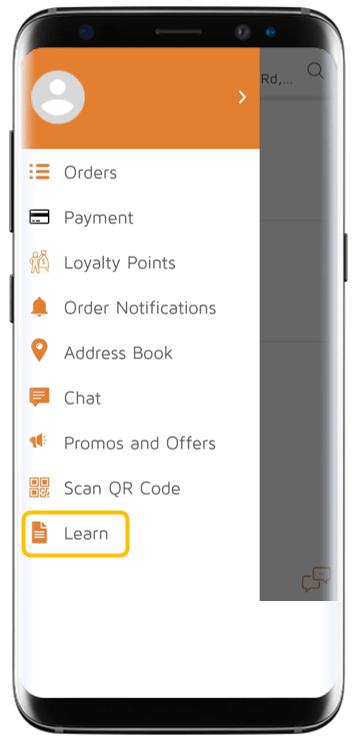 Rd,...
Orders
Payment
Loyalty Points
Order Notifications
Address Book
Chat
Promos and Offers
Scan QR Code
Learn